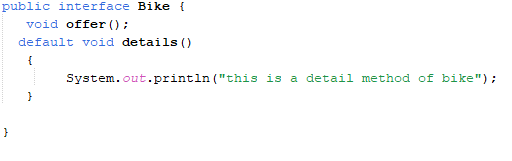 public interface Bike {
void offer();
default void details()
{
System.out.println("this is a detail method of bike");
}
}